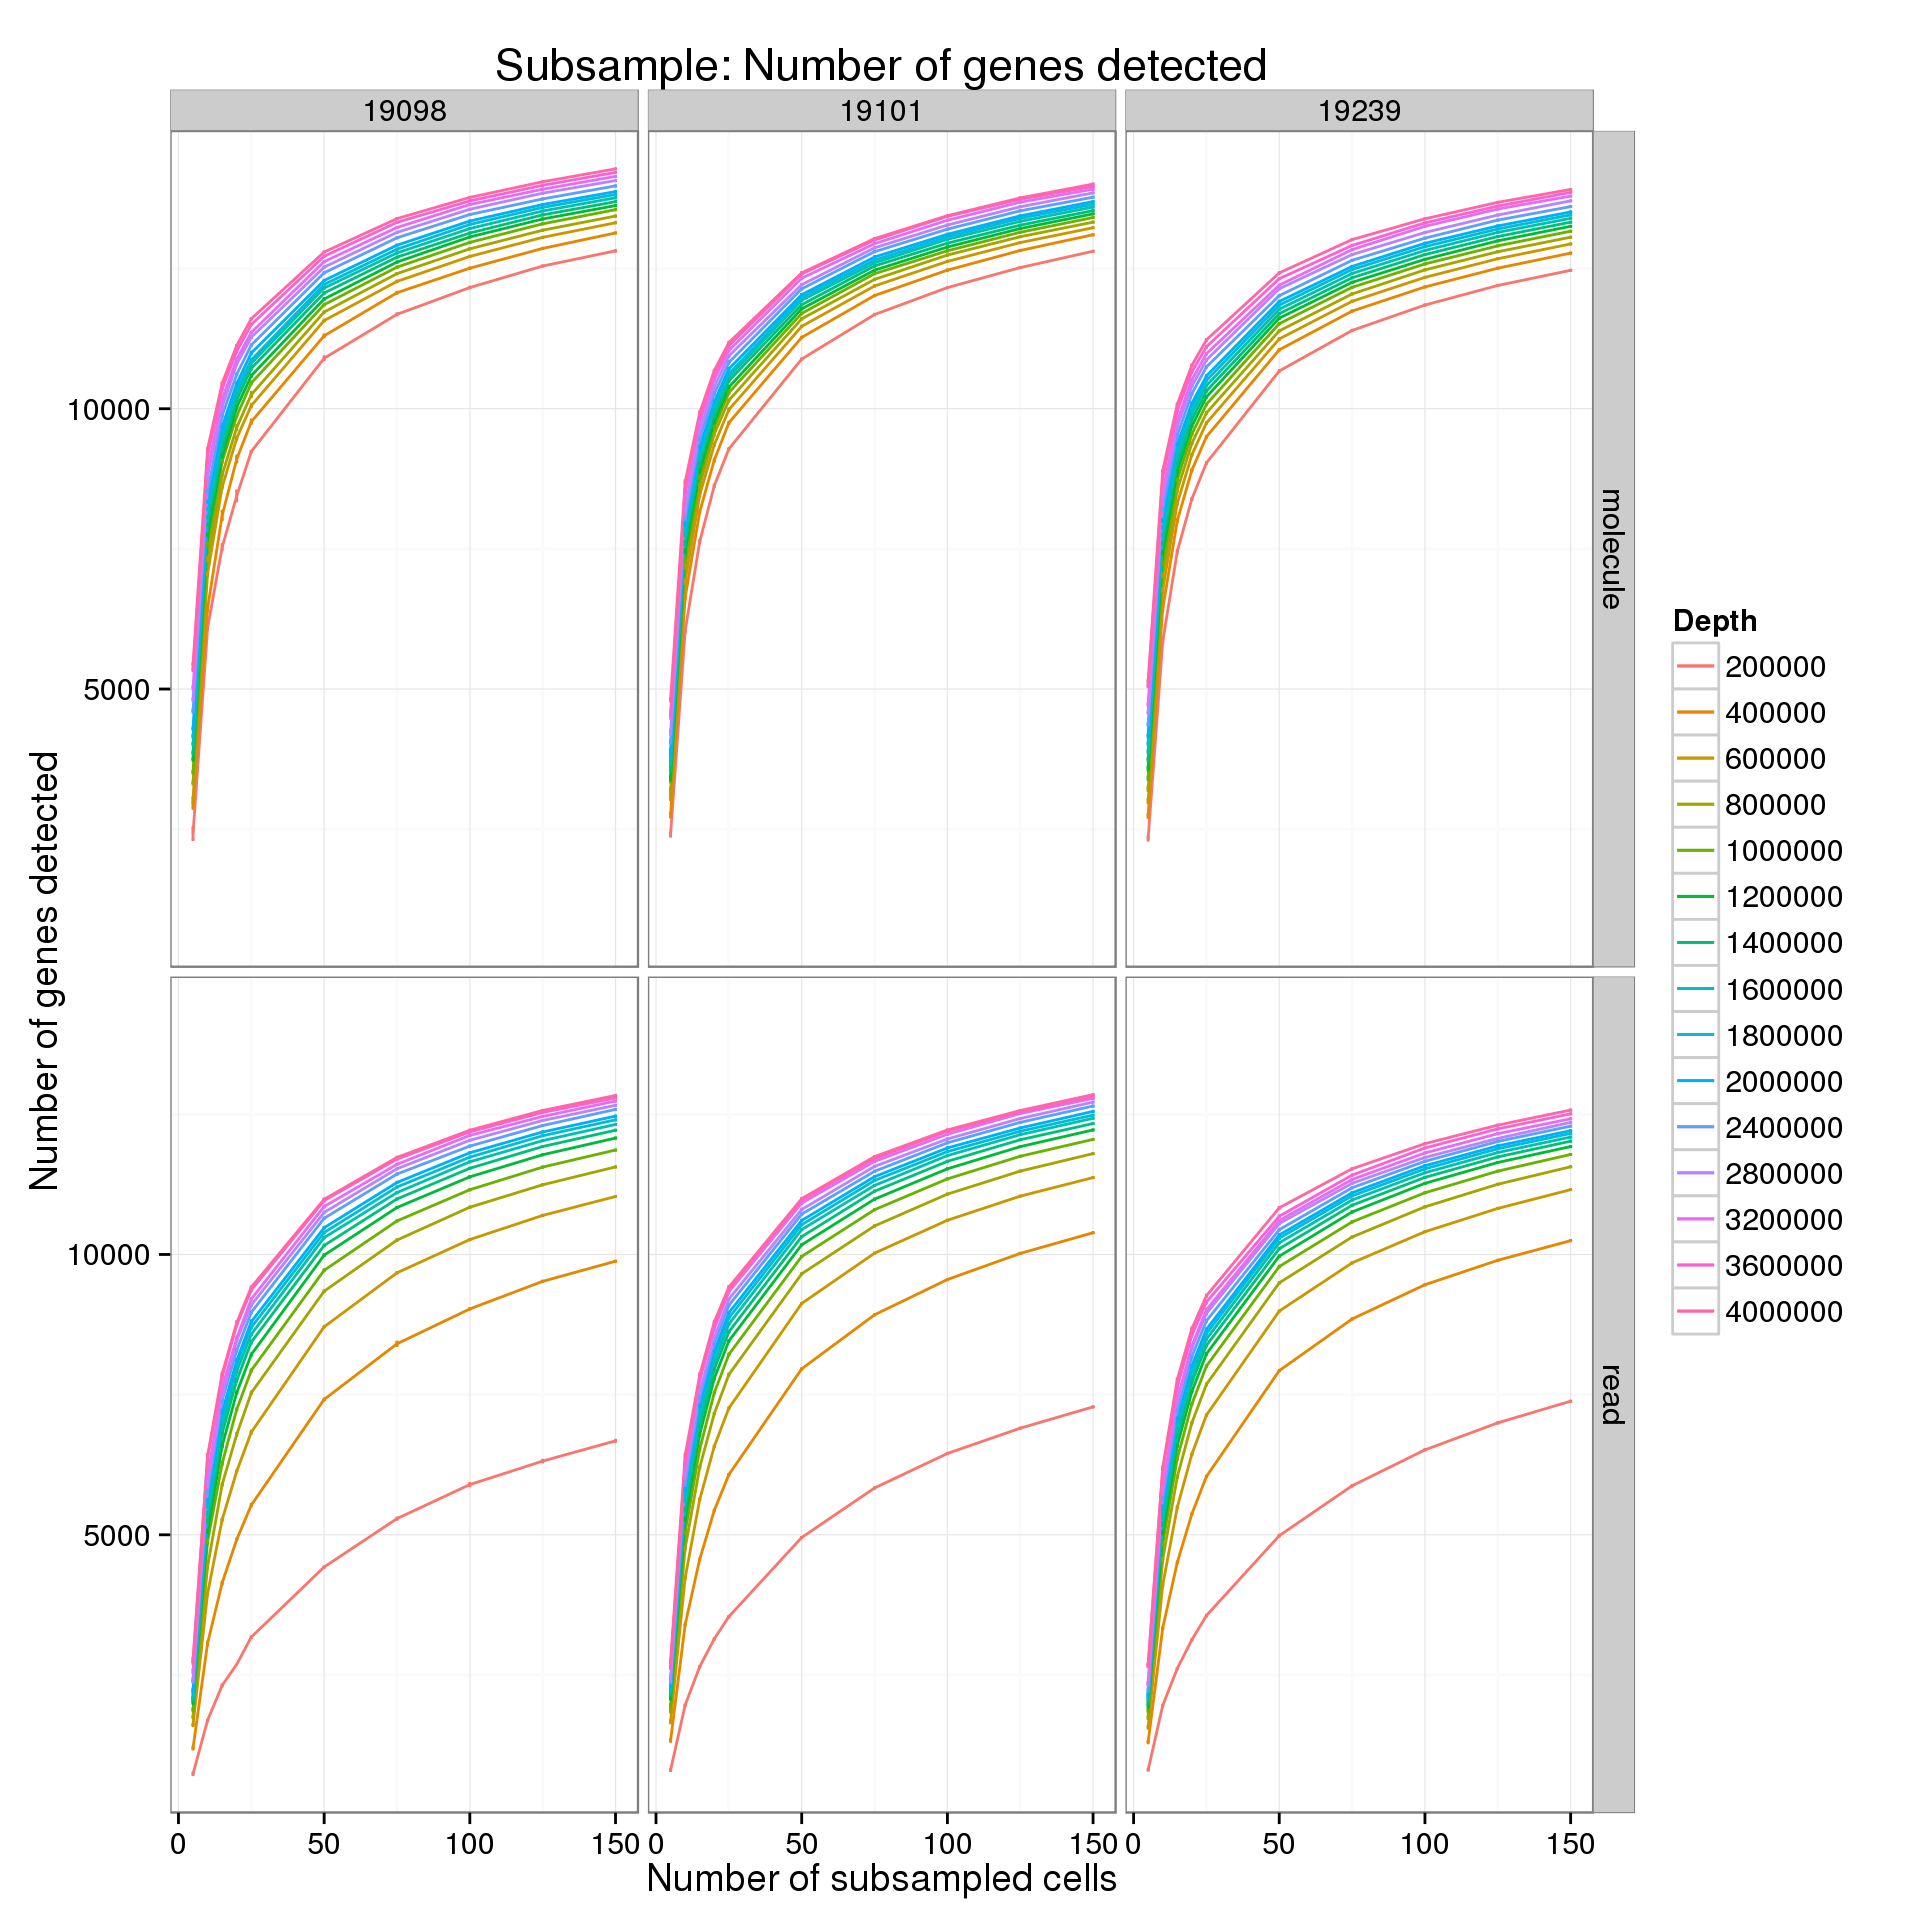 Subsample: Number of genes detected
19098
19101
19239
molecule
read
Number of genes detected
10000
5000
10000
5000
0 50 100 150
0 50 100 150
0 50 100 150
Number of subsampled cells
Depth
200000
400000
600000
800000
1000000
1200000
1400000
1600000
1800000
2000000
2400000
2800000
3200000
3600000
4000000